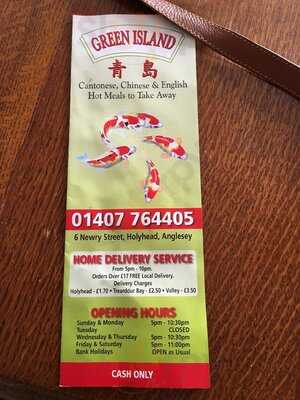 GREEN ISLAND
青島
Cantonese, Chinese & English
Hot Meals to Take Away
01407 764405
6 Newry Street, Holyhead, Anglesey
HOME DELIVERY SERVICE
From 5pm - 10pm.
Orders Over £17 FREE Local Delivery.
Delivery Charges
Holyhead - £1.70 • Trearddur Bay - £2.50 • Valley - £3.50
OPENING HOURS
Sunday & Monday 5pm - 10:30pm
Tuesday CLOSED
Wednesday & Thursday 5pm - 10:30pm
Friday & Saturday 5pm - 11:00pm
Bank Holidays OPEN as Usual
CASH ONLY